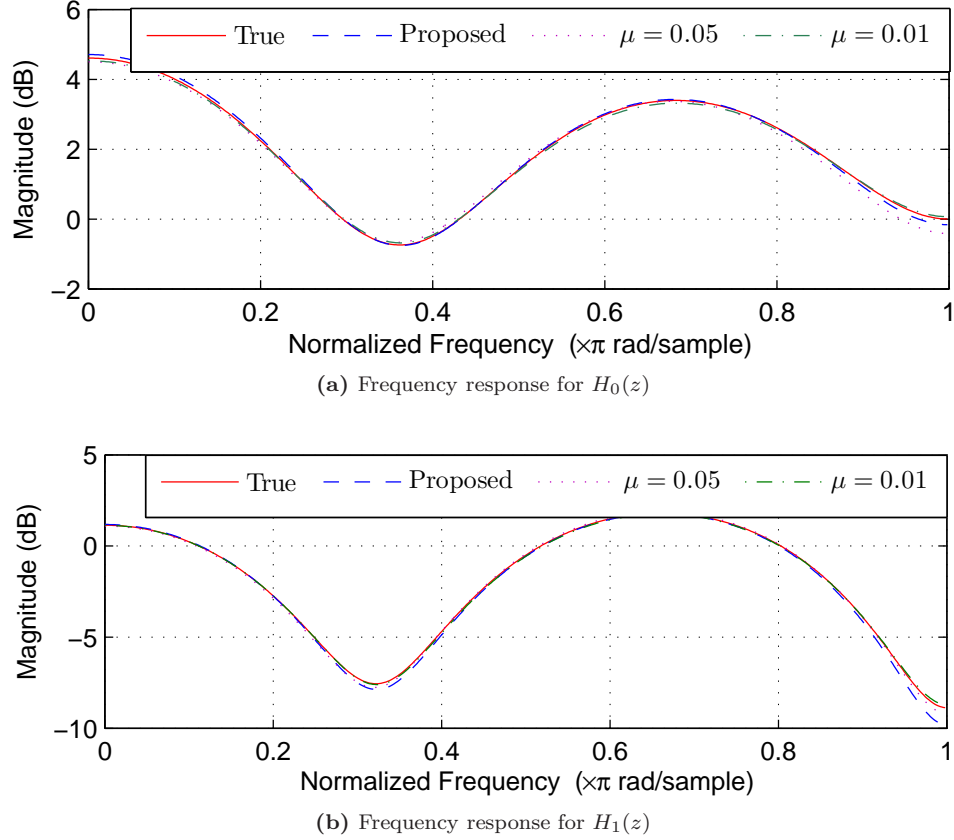 6
True Proposed μ = 0.05 μ = 0.01
4
2
0
−2
Magnitude (dB)
0 0.2 0.4 0.6 0.8 1
Normalized Frequency (×π rad/sample)
(a) Frequency response for H₀(z)
5
True Proposed μ = 0.05 μ = 0.01
0
−5
−10
Magnitude (dB)
0 0.2 0.4 0.6 0.8 1
Normalized Frequency (×π rad/sample)
(b) Frequency response for H₁(z)